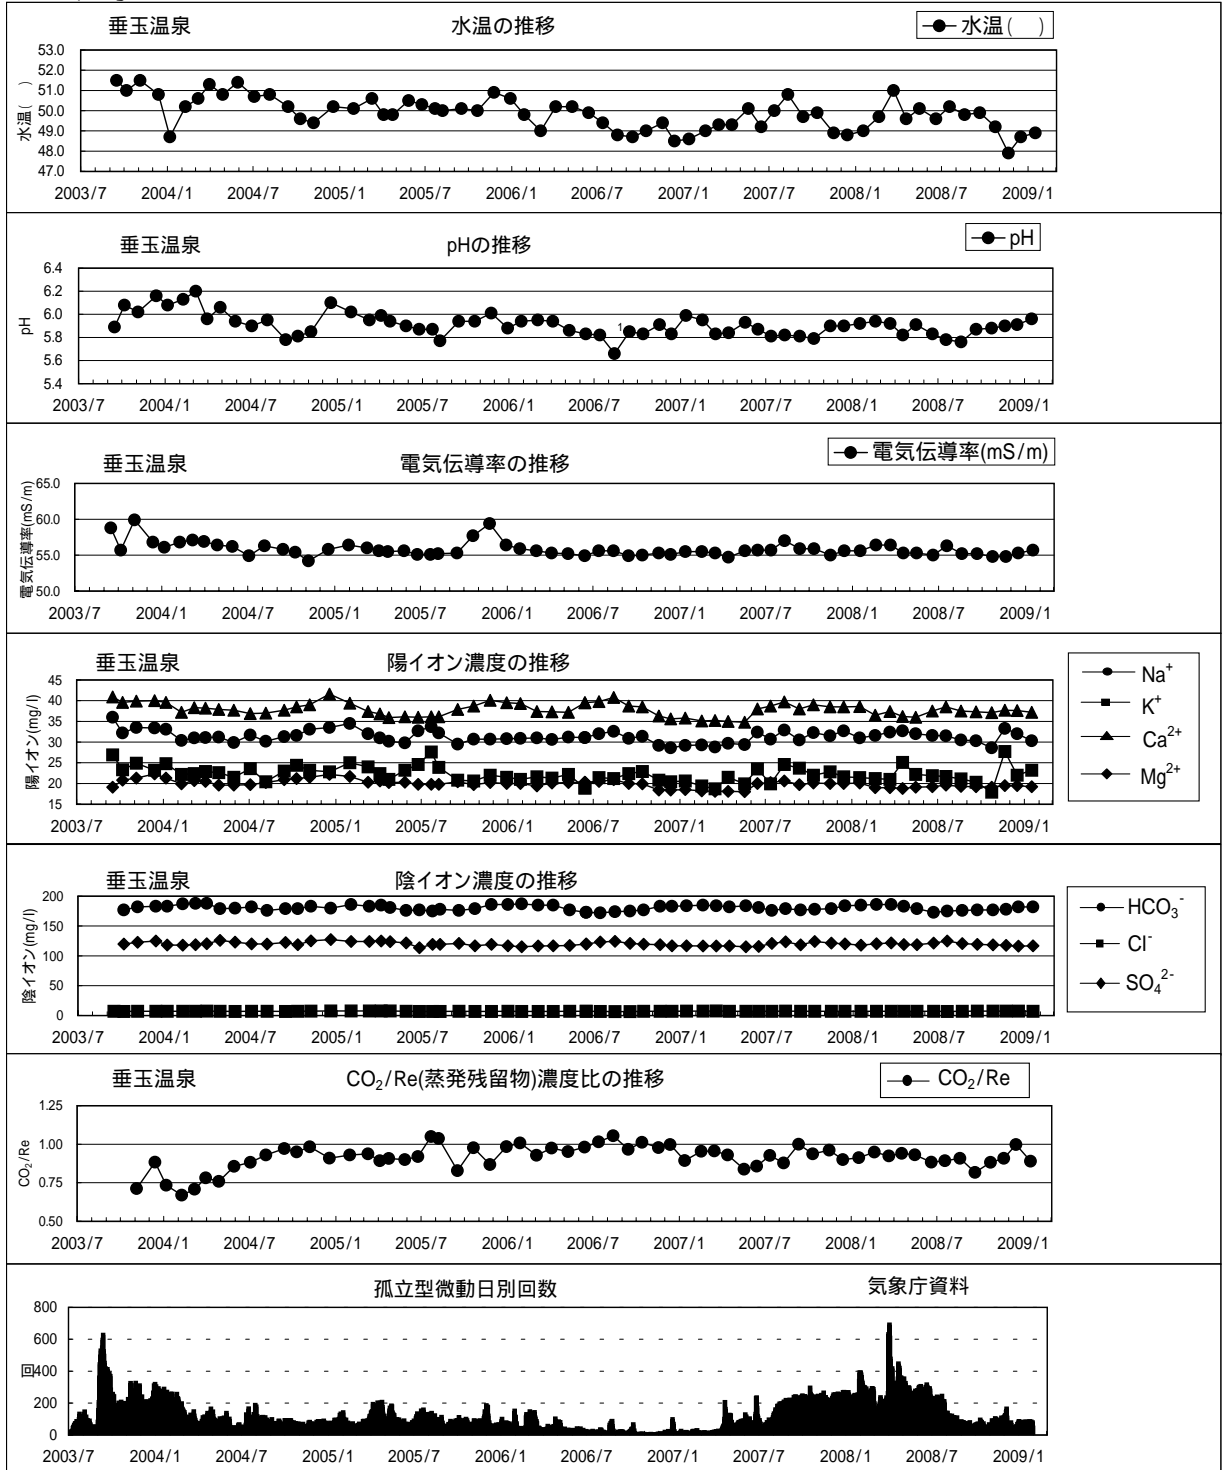 垂玉温泉 水温の推移 水温( )
53.0
52.0
51.0
50.0
49.0
48.0
47.0
水温( )
2003/7 2004/1 2004/7 2005/1 2005/7 2006/1 2006/7 2007/1 2007/7 2008/1 2008/7 2009/1
垂玉温泉 pHの推移 pH
6.4
6.2
6.0
5.8
5.6
5.4
pH
1
2003/7 2004/1 2004/7 2005/1 2005/7 2006/1 2006/7 2007/1 2007/7 2008/1 2008/7 2009/1
垂玉温泉 電気伝導率の推移 電気伝導率(mS/m)
65.0
60.0
55.0
50.0
電気伝導率(mS/m)
2003/7 2004/1 2004/7 2005/1 2005/7 2006/1 2006/7 2007/1 2007/7 2008/1 2008/7 2009/1
垂玉温泉 陽イオン濃度の推移
Na⁺
K⁺
Ca²⁺
Mg²⁺
45
40
35
30
25
20
15
陽イオン(mg/l)
2003/7 2004/1 2004/7 2005/1 2005/7 2006/1 2006/7 2007/1 2007/7 2008/1 2008/7 2009/1
垂玉温泉 陰イオン濃度の推移
HCO₃⁻
Cl⁻
SO₄²⁻
200
150
100
50
0
陰イオン(mg/l)
2003/7 2004/1 2004/7 2005/1 2005/7 2006/1 2006/7 2007/1 2007/7 2008/1 2008/7 2009/1
垂玉温泉 CO₂/Re(蒸発残留物)濃度比の推移 CO₂/Re
1.25
1.00
0.75
0.50
CO₂/Re
2003/7 2004/1 2004/7 2005/1 2005/7 2006/1 2006/7 2007/1 2007/7 2008/1 2008/7 2009/1
孤立型微動日別回数 気象庁資料
800
600
400
200
0
回
2003/7 2004/1 2004/7 2005/1 2005/7 2006/1 2006/7 2007/1 2007/7 2008/1 2008/7 2009/1